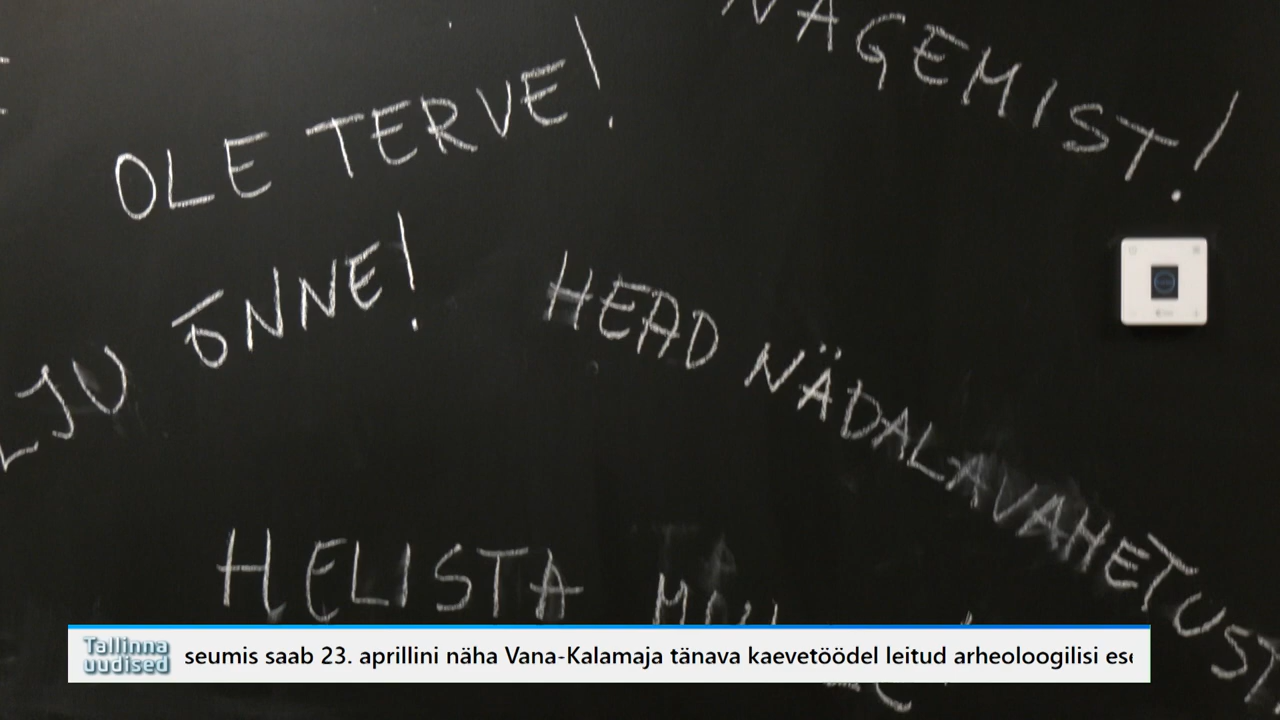 NÄGEMIST!
OLE TERVE!
ÕNNE!
HEAD NÄDALAVAHETUST
HELISTA
Tallinna
uudised
seumis saab 23. aprillini näha Vana-Kalamaja tänava kaevetöödel leitud arheoloogilisi ese